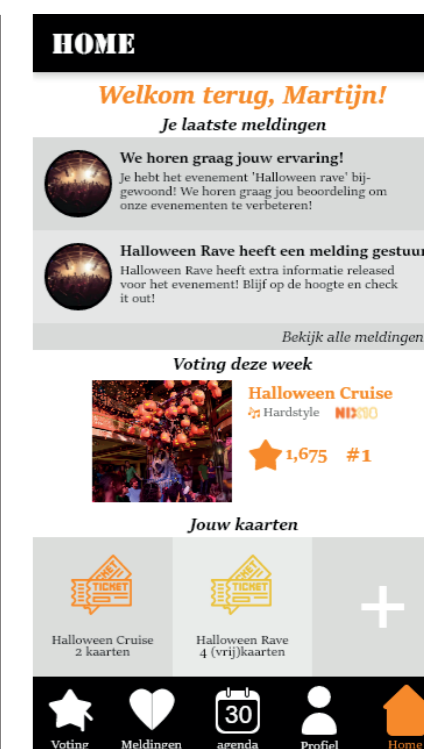 HOME
Welkom terug, Martijn!
Je laatste meldingen
We horen graag jouw ervaring!
Je hebt het evenement 'Halloween rave' bij-
gewoond! We horen graag jou beoordeling om
onze evenementen te verbeteren!
Halloween Rave heeft een melding gestuur
Halloween Rave heeft extra informatie released
voor het evenement! Blijf op de hoogte en check
it out!
Bekijk alle meldingen
Voting deze week
Halloween Cruise
Hardstyle NIX18
1,675 #1
Jouw kaarten
TICKET
TICKET
Halloween Cruise
2 kaarten
Halloween Rave
4 (vrij)kaarten
30
Voting Meldingen agenda Profiel Home